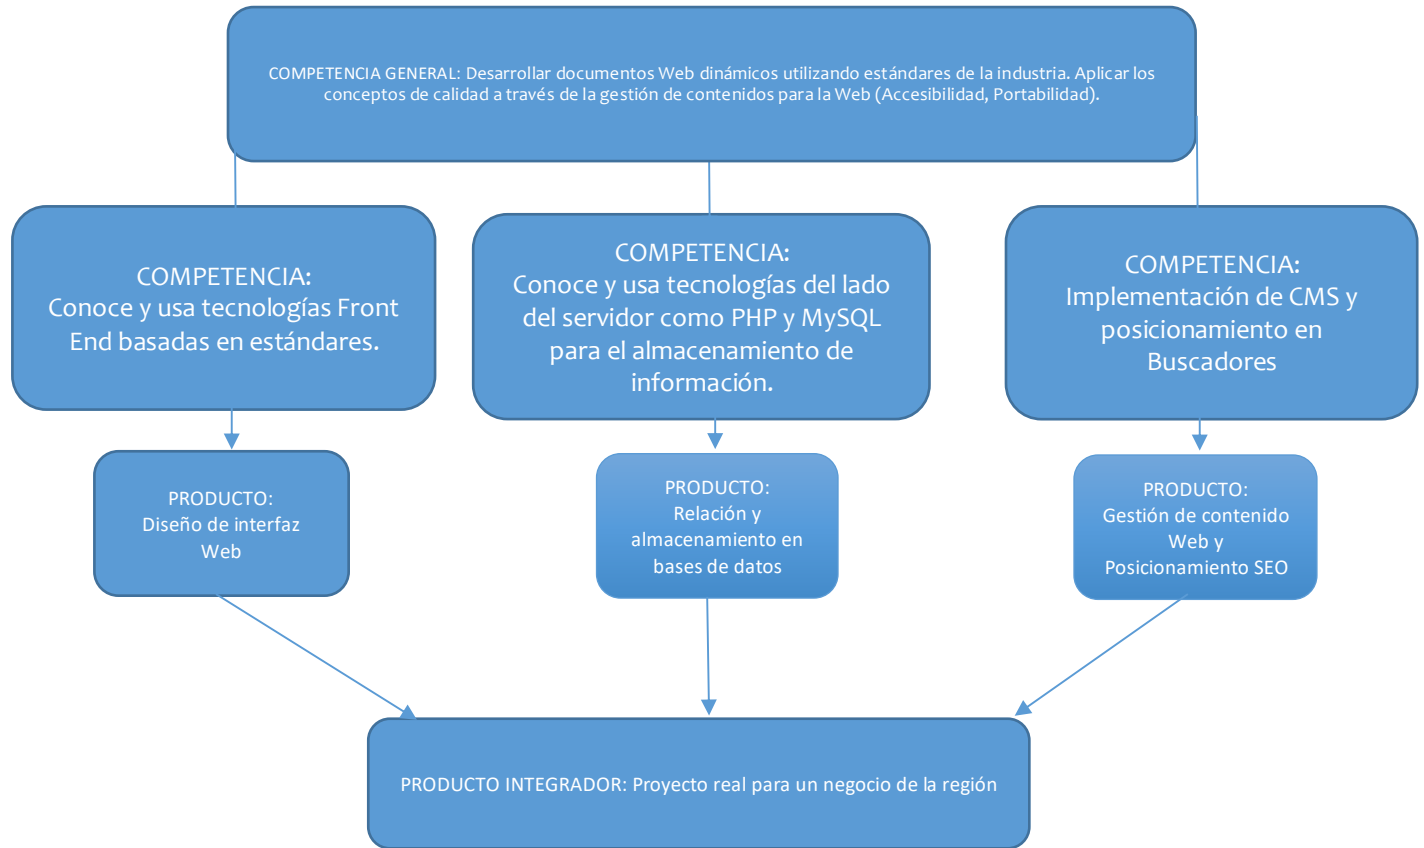 COMPETENCIA GENERAL: Desarrollar documentos Web dinámicos utilizando estándares de la industria. Aplicar los
conceptos de calidad a través de la gestión de contenidos para la Web (Accesibilidad, Portabilidad).
COMPETENCIA:
Conoce y usa tecnologías Front
End basadas en estándares.
COMPETENCIA:
Conoce y usa tecnologías del lado
del servidor como PHP y MySQL
para el almacenamiento de
información.
COMPETENCIA:
Implementación de CMS y
posicionamiento en
Buscadores
PRODUCTO:
Diseño de interfaz
Web
PRODUCTO:
Relación y
almacenamiento en
bases de datos
PRODUCTO:
Gestión de contenido
Web y
Posicionamiento SEO
PRODUCTO INTEGRADOR: Proyecto real para un negocio de la región